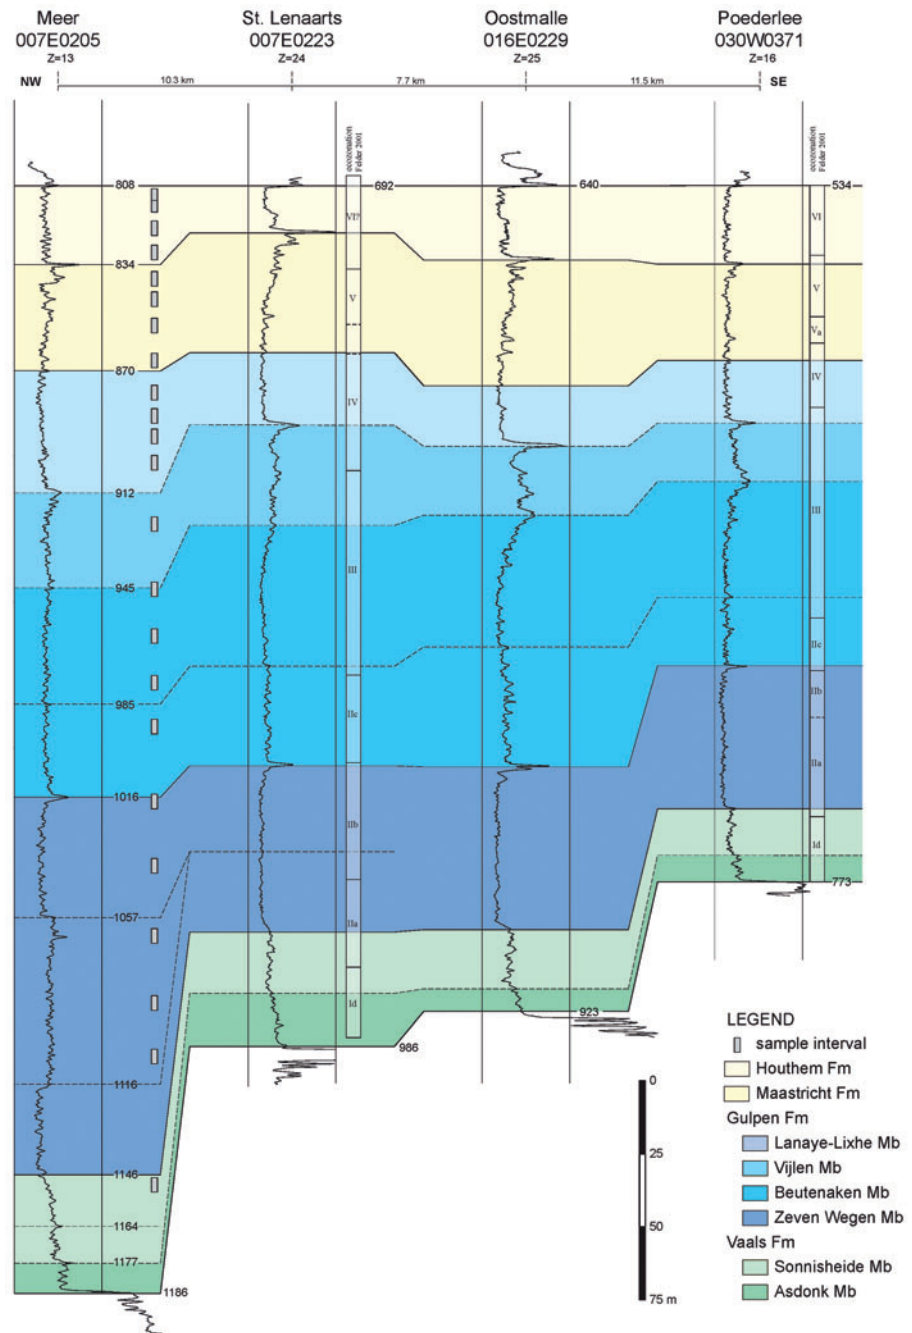 Meer
007E0205
Z=13
St. Lenaarts
007E0223
Z=24
Oostmalle
016E0229
Z=25
Poederlee
030W0371
Z=16
NW
10.3 km
7.7 km
11.5 km
SE
ecozonation
Felder 2001
ecozonation
Felder 2001
808
692
640
534
VI?
VI
834
V
V
Va
870
IV
IV
912
III
III
945
IIc
985
IIc
IIb
1016
IIa
IIb
Id
1057
773
IIa
Id
923
986
1116
1146
1164
1177
1186
0
25
50
75 m
LEGEND
sample interval
Houthem Fm
Maastricht Fm
Gulpen Fm
Lanaye-Lixhe Mb
Vijlen Mb
Beutenaken Mb
Zeven Wegen Mb
Vaals Fm
Sonnisheide Mb
Asdonk Mb